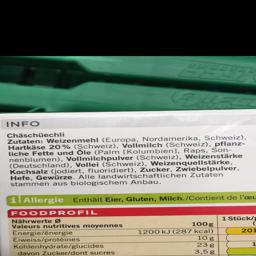 INFO
Chäschüechli
Zutaten: Weizenmehl (Europa, Nordamerika, Schweiz),
Hartkäse 20% (Schweiz), Vollmilch (Schweiz), pflanz-
liche Fette und Öle (Palm [Kolumbien], Raps, Son-
nenblumen), Vollmilchpulver (Schweiz), Weizenstärke
(Deutschland), Vollei (Schweiz), Weizenquellstärke,
Kochsalz (jodiert, fluoridiert), Zucker, Zwiebelpulver,
Hefe, Gewürze. Alle landwirtschaftlichen Zutaten
stammen aus biologischem Anbau.
i Allergie Enthält Eier, Gluten, Milch./Contient de l'œu
FOODPROFIL
Nährwerte Ø
Valeurs nutritives moyennes 100g 1 Stück/
Energie/énergie 1200 kJ (287 kcal) 20
Eiweiss/protéines 10 g
Kohlenhydrate/glucides 23 g 1
davon Zucker/dont sucres 3,5 g